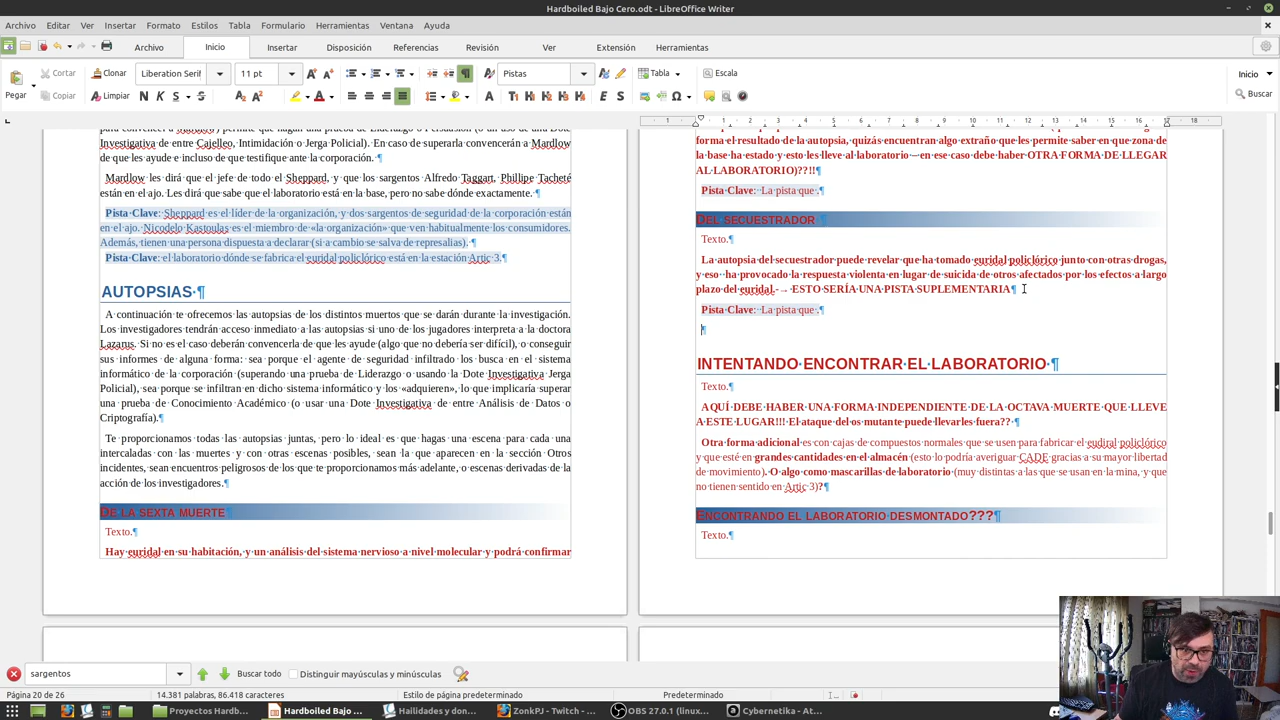 Hardboiled Bajo Cero.odt - LibreOffice Writer
Archivo Editar Ver Insertar Formato Estilos Tabla Formulario Herramientas Ventana Ayuda
Archivo Inicio Insertar Disposición Referencias Revisión Ver Extensión Herramientas
Cortar Clonar Liberation Serif 11 pt Pistas Tabla Escala Inicio
Pegar Copiar Limpiar Buscar
Investigativa de entre Cajelleo, Intimidación o Jerga Policial). En caso de superarla convencerán a Mardlow
de que les ayude e incluso de que testifique ante la corporación.¶
Mardlow les dirá que el jefe de todo el Sheppard, y que los sargentos Alfredo Taggart, Phillipe Tacheté
están en el ajo. Les dirá que sabe que el laboratorio está en la base, pero no sabe dónde exactamente.¶
Pista Clave: Sheppard es el líder de la organización, y dos sargentos de seguridad de la corporación están
en el ajo. Nicodelo Kastoulas es el miembro de «la organización» que ven habitualmente los consumidores.
Además, tienen una persona dispuesta a declarar (si a cambio se salva de represalias).¶
Pista Clave: el laboratorio dónde se fabrica el euridal policlórico está en la estación Artic 3.¶
AUTOPSIAS ¶
A continuación te ofrecemos las autopsias de los distintos muertos que se darán durante la investigación.
Los investigadores tendrán acceso inmediato a las autopsias si uno de los jugadores interpreta a la doctora
Lazarus. Si no es el caso deberán convencerla de que les ayude (algo que no debería ser difícil), o conseguir
sus informes de alguna forma: sea porque el agente de seguridad infiltrado los busca en el sistema
informático de la corporación (superando una prueba de Liderazgo o usando la Dote Investigativa Jerga
Policial), sea porque se infiltran en dicho sistema informático y los «adquieren», lo que implicaría superar
una prueba de Conocimiento Académico (o usar una Dote Investigativa de entre Análisis de Datos o
Criptografía).¶
Te proporcionamos todas las autopsias juntas, pero lo ideal es que hagas una escena para cada una
intercaladas con las muertes y con otras escenas posibles, sean la que aparecen en la sección Otros
incidentes, sean encuentros peligrosos de los que te proporcionamos más adelante, o escenas derivadas de la
acción de los investigadores.¶
DE LA SEXTA MUERTE¶
Texto.¶
Hay euridal en su habitación, y un análisis del sistema nervioso a nivel molecular y podrá confirmar
forma el resultado de la autopsia, quizás encuentran algo extraño que les permite saber en que zona de
la base ha estado y esto les lleve al laboratorio – en ese caso debe haber OTRA FORMA DE LLEGAR
AL LABORATORIO)??!!¶
Pista Clave: La pista que .¶
DEL SECUESTRADOR ¶
Texto.¶
La autopsia del secuestrador puede revelar que ha tomado euridal policlórico junto con otras drogas,
y eso ha provocado la respuesta violenta en lugar de suicida de otros afectados por los efectos a largo
plazo del euridal.-→ ESTO SERÍA UNA PISTA SUPLEMENTARIA¶
Pista Clave: La pista que .¶
¶
INTENTANDO ENCONTRAR EL LABORATORIO ¶
Texto.¶
AQUÍ DEBE HABER UNA FORMA INDEPENDIENTE DE LA OCTAVA MUERTE QUE LLEVE
A ESTE LUGAR!!! El ataque del os mutante puede llevarles fuera??¶
Otra forma adicional es con cajas de compuestos normales que se usen para fabricar el eudiral policlórico
y que esté en grandes cantidades en el almacén (esto lo podría averiguar CADE gracias a su mayor libertad
de movimiento). O algo como mascarillas de laboratorio (muy distintas a las que se usan en la mina, y que
no tienen sentido en Artic 3)?¶
ENCONTRANDO EL LABORATORIO DESMONTADO???¶
Texto.¶
sargentos Buscar todo Distinguir mayúsculas y minúsculas
Página 20 de 26 14.381 palabras, 86.418 caracteres Estilo de página predeterminado Predeterminado
Proyectos Hardb... Hardboiled Bajo ... Hailidades y don... ZonkPJ - Twitch - ... OBS 27.0.1 (linux... Cybernetika - At...